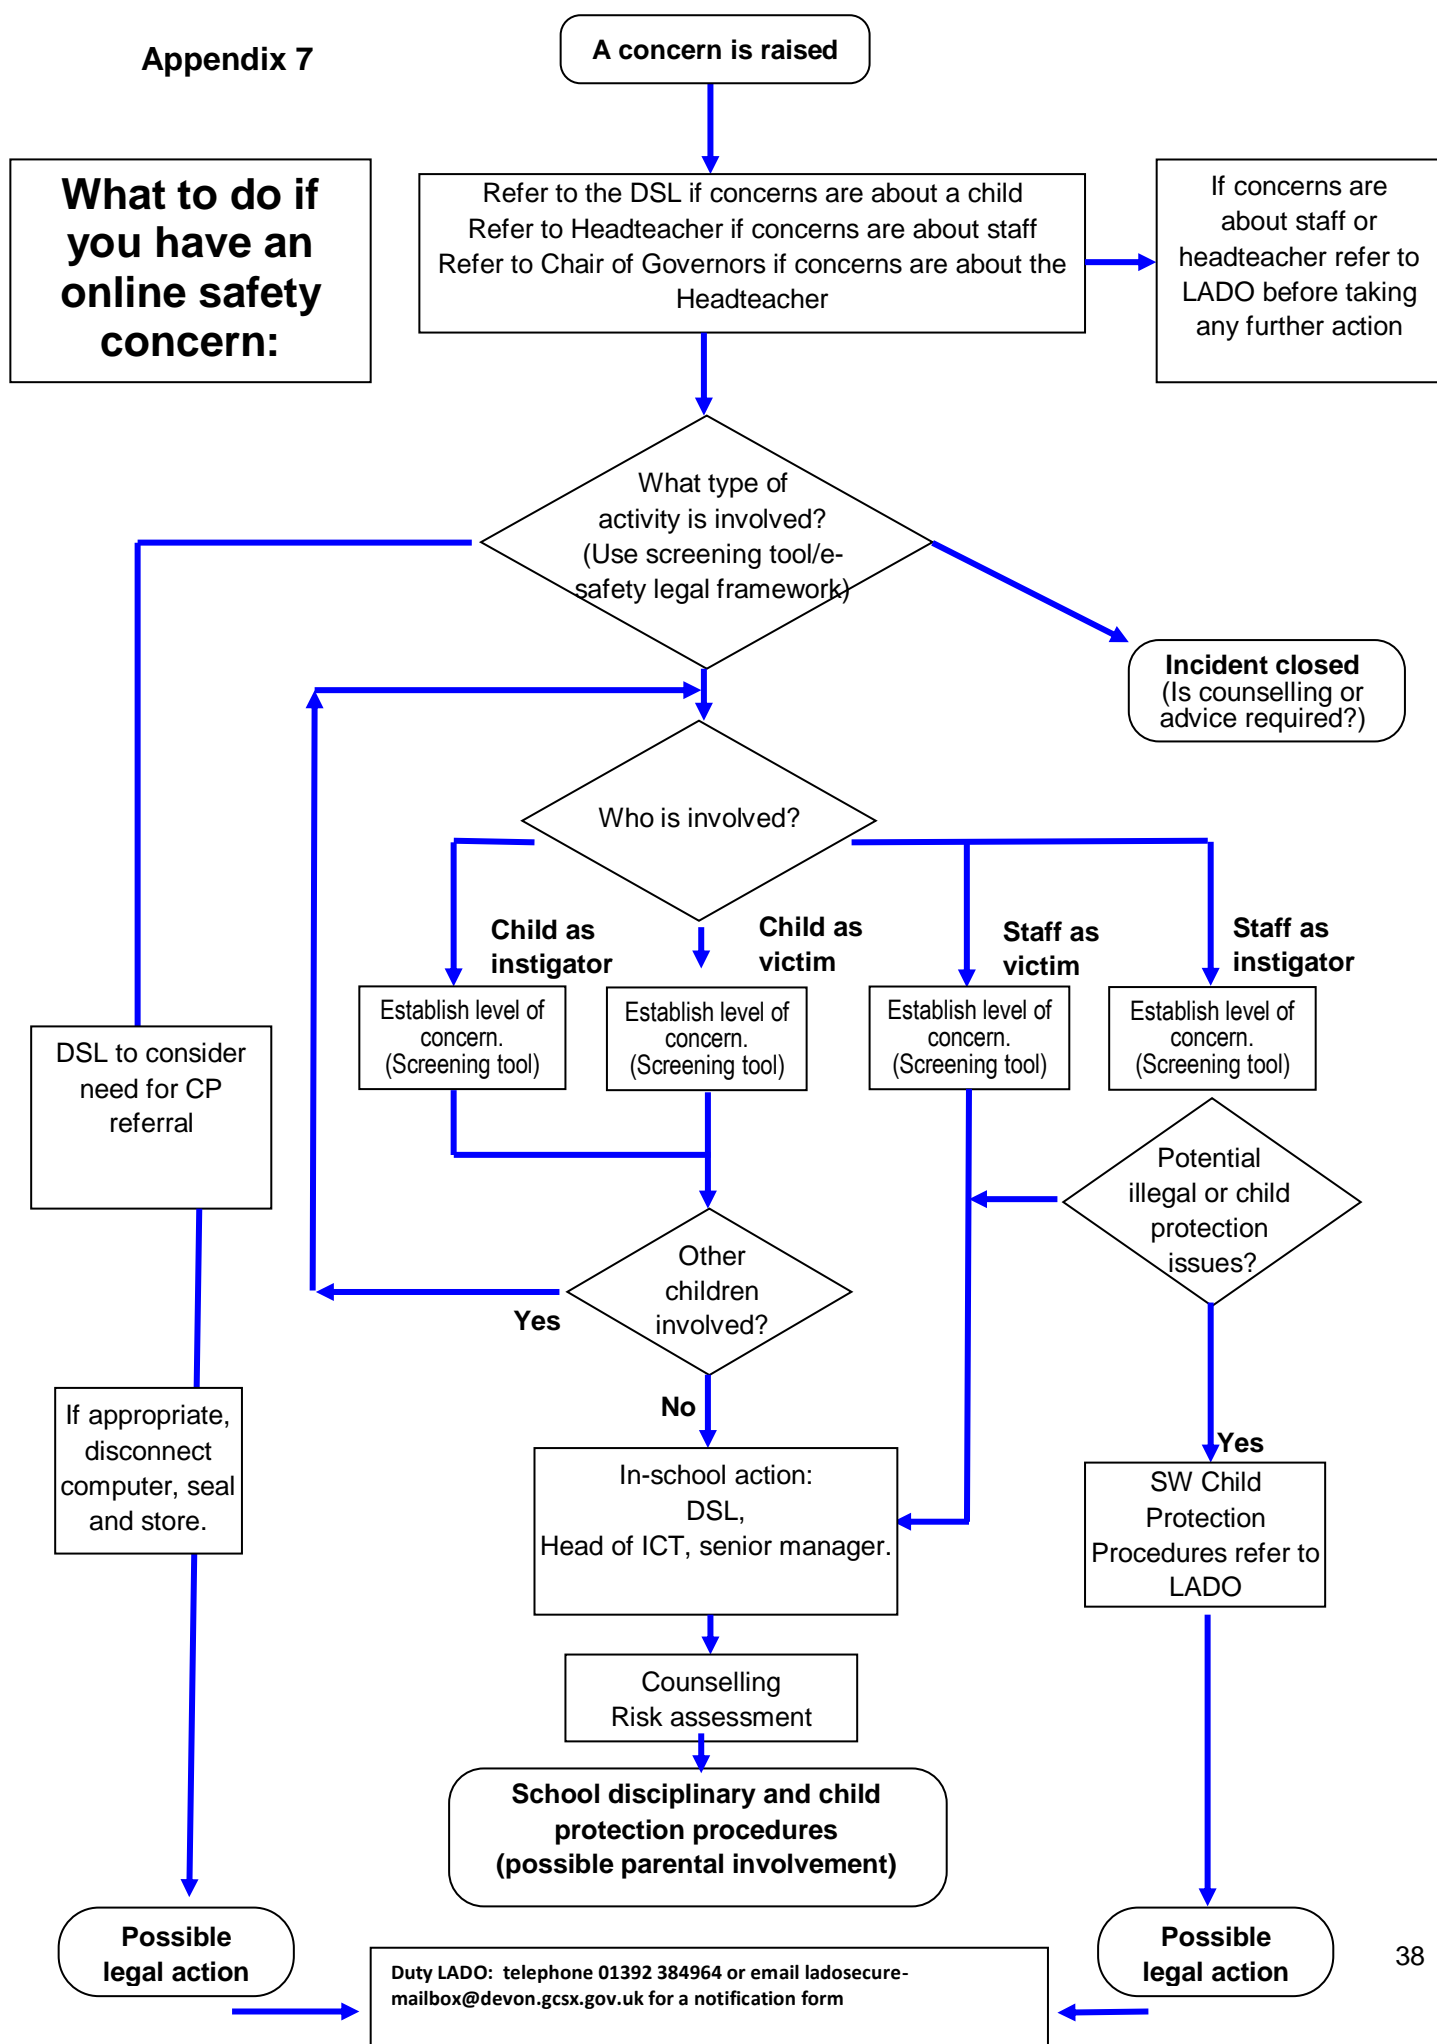 Appendix 7
A concern is raised
What to do if
you have an
online safety
concern:
Refer to the DSL if concerns are about a child
Refer to Headteacher if concerns are about staff
Refer to Chair of Governors if concerns are about the
Headteacher
If concerns are
about staff or
headteacher refer to
LADO before taking
any further action
What type of
activity is involved?
(Use screening tool/e-
safety legal framework)
Incident closed
(Is counselling or
advice required?)
Who is involved?
Child as
instigator
Child as
victim
Staff as
victim
Staff as
instigator
Establish level of
concern.
(Screening tool)
Establish level of
concern.
(Screening tool)
Establish level of
concern.
(Screening tool)
Establish level of
concern.
(Screening tool)
DSL to consider
need for CP
referral
Potential
illegal or child
protection
issues?
Other
children
involved?
Yes
No
If appropriate,
disconnect
computer, seal
and store.
In-school action:
DSL,
Head of ICT, senior manager.
Yes
SW Child
Protection
Procedures refer to
LADO
Counselling
Risk assessment
School disciplinary and child
protection procedures
(possible parental involvement)
Possible
legal action
Possible
legal action
Duty LADO: telephone 01392 384964 or email ladosecure-
mailbox@devon.gcsx.gov.uk for a notification form
38